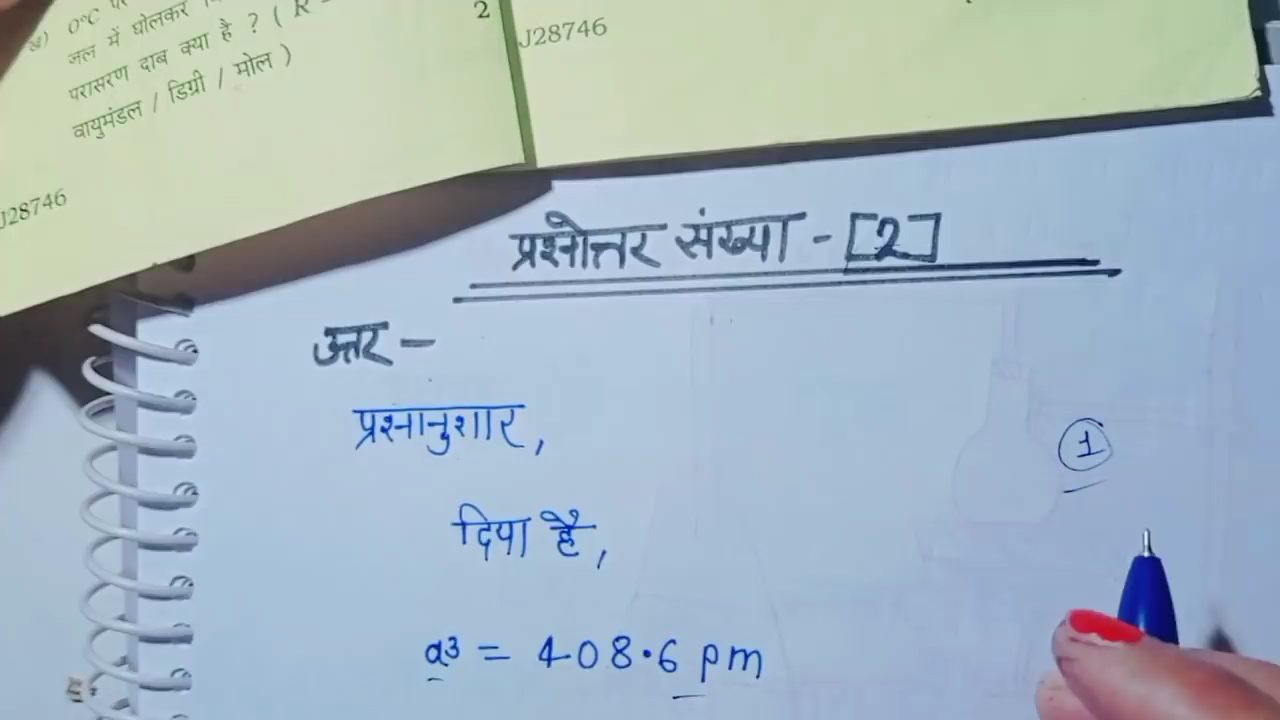 0°C
जल में घोलकर
परासरण दाब क्या है ? ( R
वायुमंडल / डिग्री / मोल )
2
J28746
J28746
प्रश्नोत्तर संख्या - [2]
उत्तर -
प्रश्नानुशार,
1
दिया है,
a³ = 408.6 pm